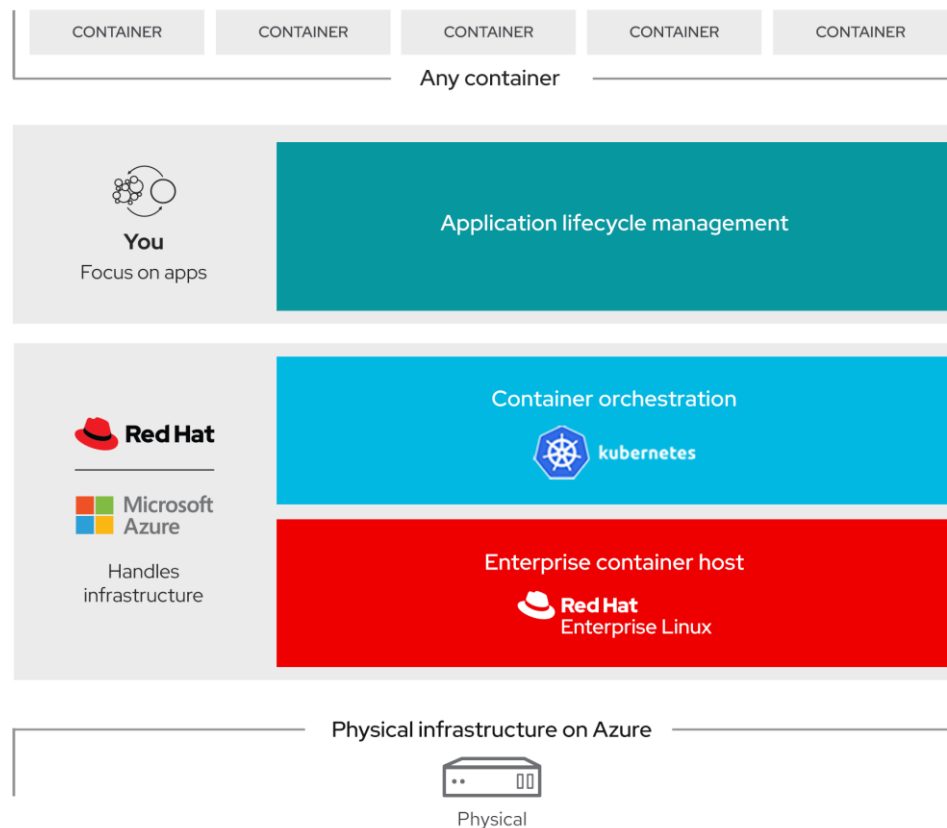 CONTAINER CONTAINER CONTAINER CONTAINER CONTAINER
Any container
You
Focus on apps
Application lifecycle management
Red Hat
Microsoft
Azure
Handles
infrastructure
Container orchestration
kubernetes
Enterprise container host
Red Hat
Enterprise Linux
Physical infrastructure on Azure
Physical